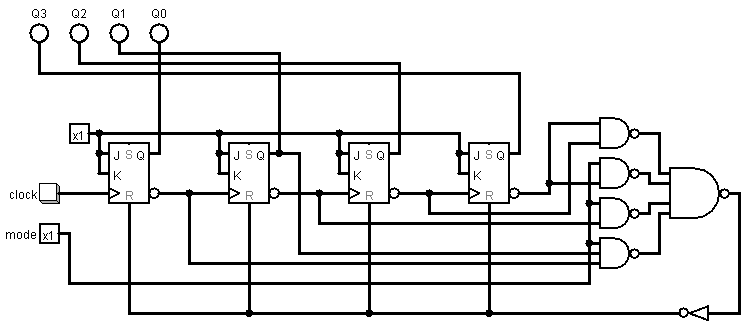 Q3 Q2 Q1 Q0
x1
J S Q J S Q J S Q J S Q
K K K K
clock R R R R
mode x1